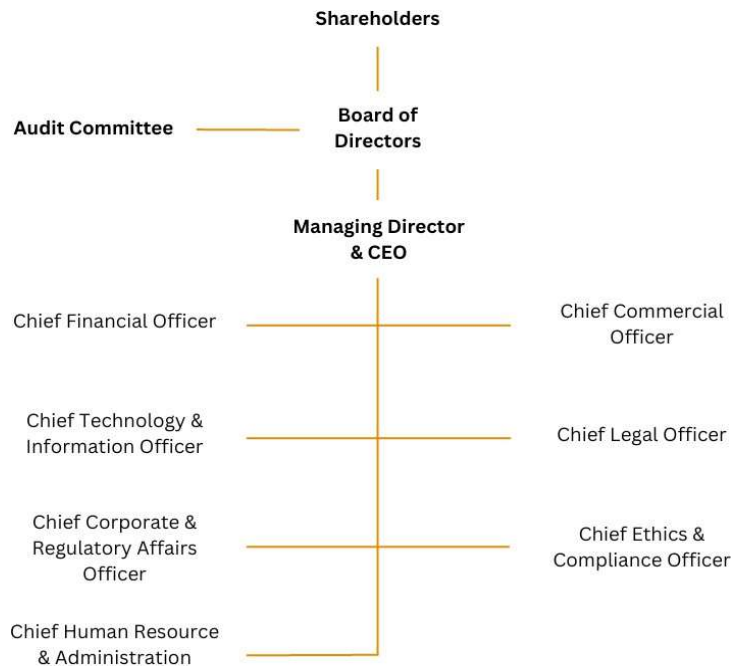 Shareholders
Audit Committee
Board of
Directors
Managing Director
& CEO
Chief Financial Officer
Chief Commercial
Officer
Chief Technology &
Information Officer
Chief Legal Officer
Chief Corporate &
Regulatory Affairs
Officer
Chief Ethics &
Compliance Officer
Chief Human Resource
& Administration